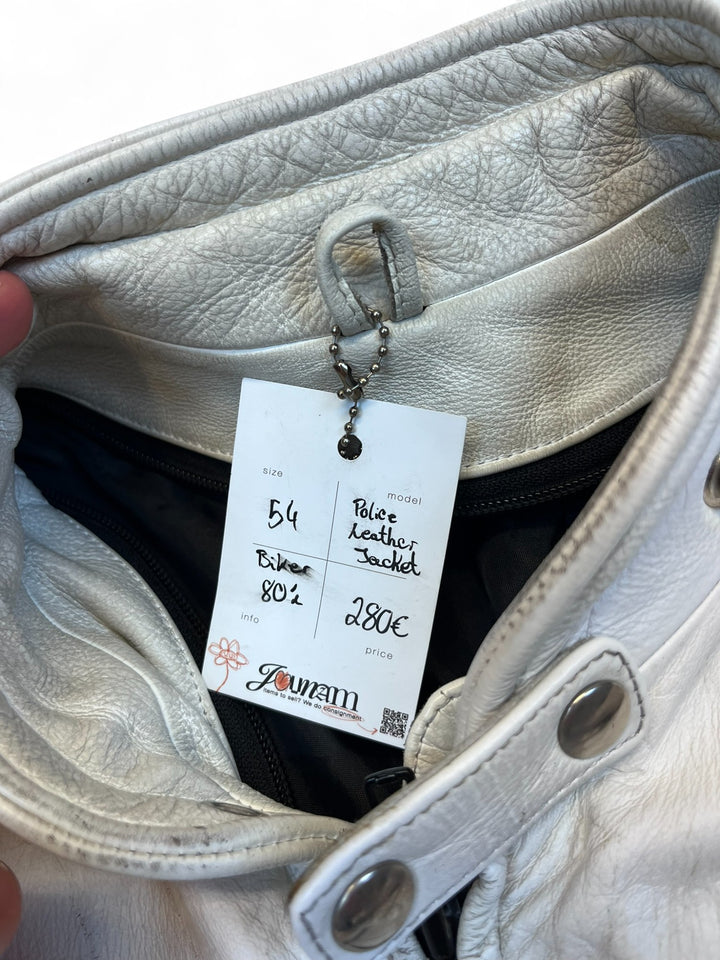 size
54
model
Police
Leather
Jacket
Biker
80's
info
280€
price
Jounam
items to sell? We do consignment